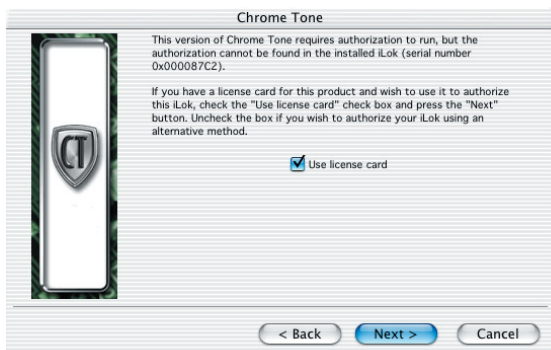 Chrome Tone
This version of Chrome Tone requires authorization to run, but the
authorization cannot be found in the installed iLok (serial number
0x000087C2).
If you have a license card for this product and wish to use it to authorize
this iLok, check the "Use license card" check box and press the "Next"
button. Uncheck the box if you wish to authorize your iLok using an
alternative method.
CT
Use license card
< Back
Next >
Cancel